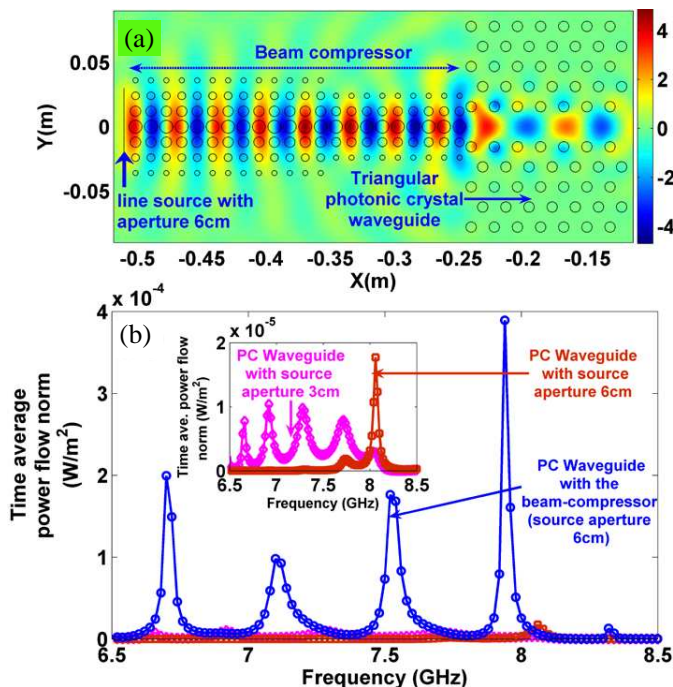 (a)
Beam compressor
line source with
aperture 6cm
Triangular
photonic crystal
waveguide
Y(m)
0.05
0
-0.05
-0.5 -0.45 -0.4 -0.35 -0.3 -0.25 -0.2 -0.15
X(m)
4
2
0
-2
-4
x 10⁻⁴
(b)
Time average
power flow norm
(W/m²)
4
3
2
1
0
6.5 7 7.5 8 8.5
Frequency (GHz)
x 10⁻⁵
Time ave. power flow
norm (W/m²)
2
1
0
6.5 7.0 7.5 8.0 8.5
Frequency (GHz)
PC Waveguide
with source
aperture 3cm
PC Waveguide
with source
aperture 6cm
PC Waveguide
with the
beam-compressor
(source aperture
6cm)